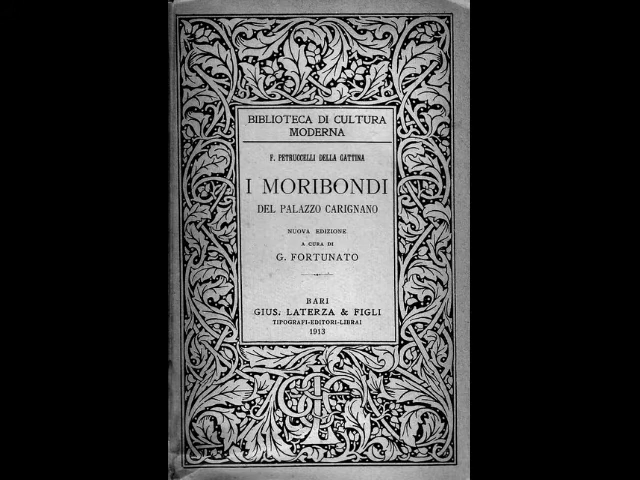 BIBLIOTECA DI CULTURA
MODERNA
F. PETRUCCELLI DELLA GATTINA
I MORIBONDI
DEL PALAZZO CARIGNANO
NUOVA EDIZIONE
A CURA DI
G. FORTUNATO
BARI
GIUS. LATERZA & FIGLI
TIPOGRAFI-EDITORI-LIBRAI
1913